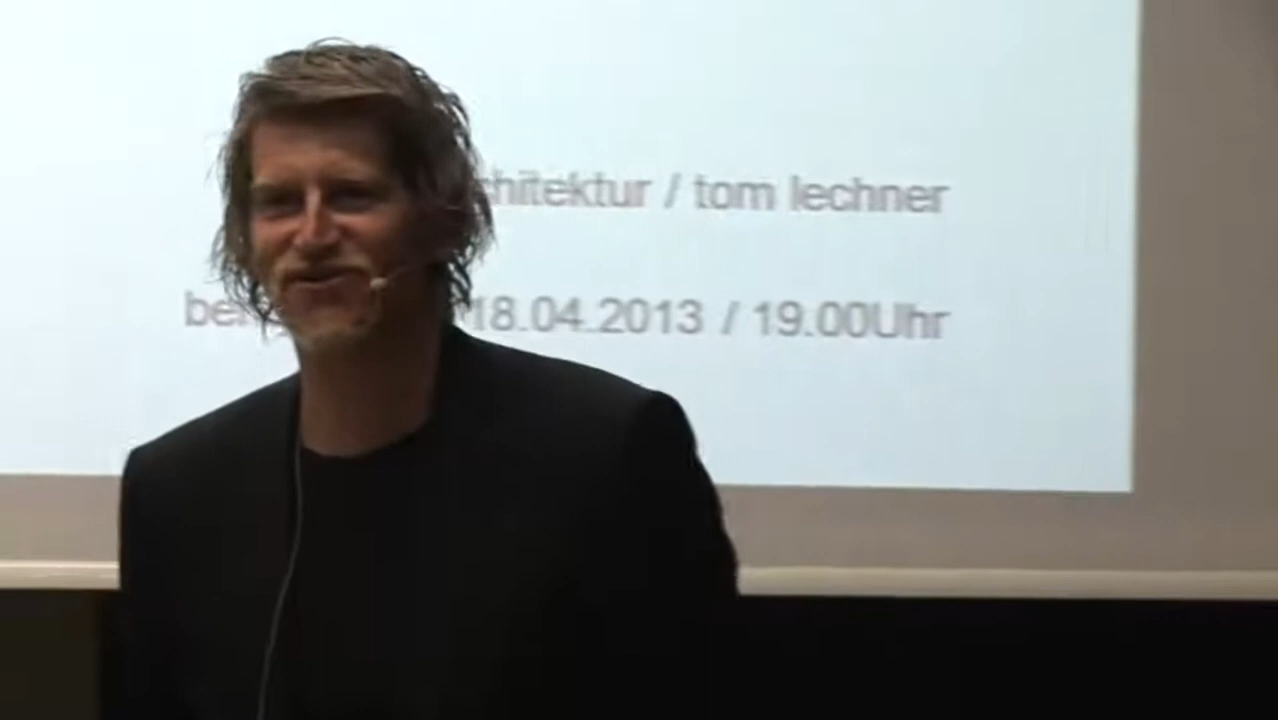 chitektur / tom lechner
18.04.2013 / 19.00Uhr